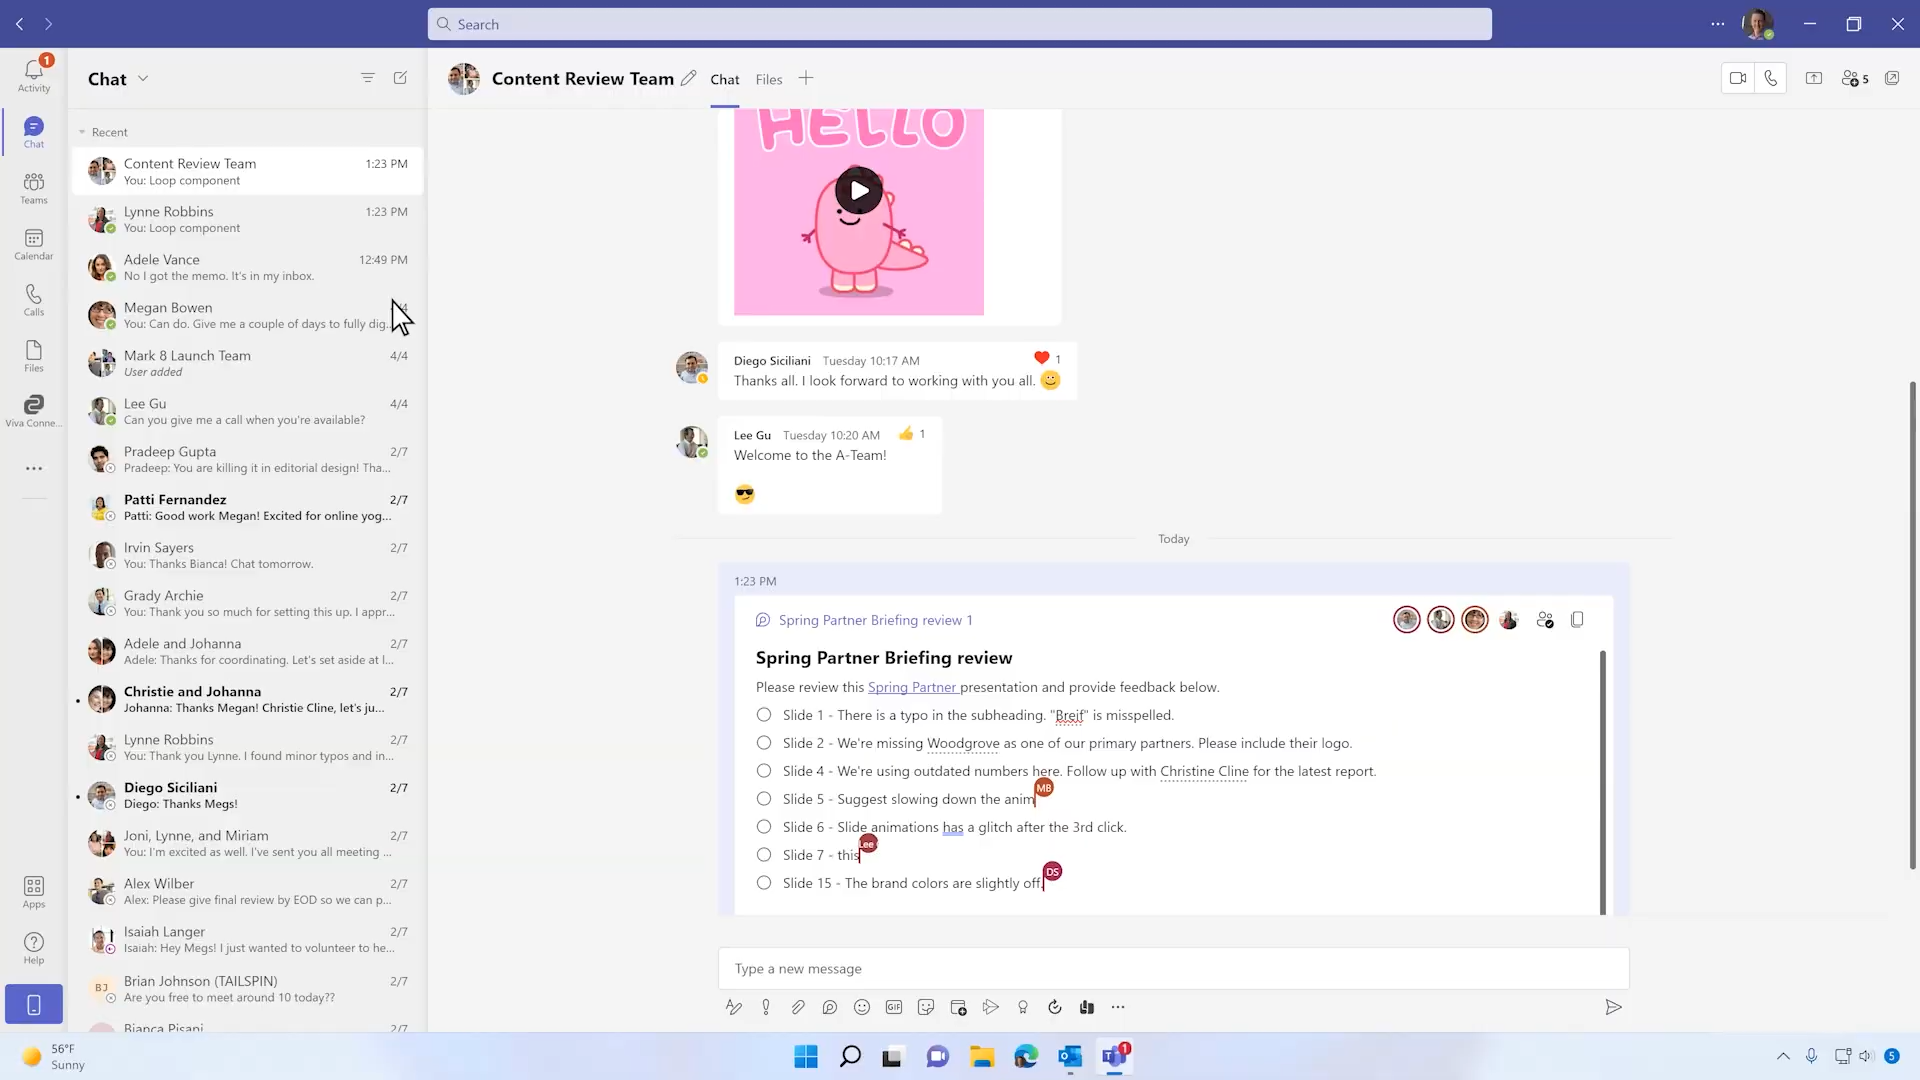 Search
1
Activity
Chat
Teams
Calendar
Calls
Files
Viva Conne...
Apps
Help
Chat
Recent
Content Review Team 1:23 PM
You: Loop component
Lynne Robbins 1:23 PM
You: Loop component
Adele Vance 12:49 PM
No I got the memo. It's in my inbox.
Megan Bowen
You: Can do. Give me a couple of days to fully dig...
Mark 8 Launch Team 4/4
User added
Lee Gu 4/4
Can you give me a call when you're available?
Pradeep Gupta 2/7
Pradeep: You are killing it in editorial design! Tha...
Patti Fernandez 2/7
Patti: Good work Megan! Excited for online yog...
Irvin Sayers 2/7
You: Thanks Bianca! Chat tomorrow.
Grady Archie 2/7
You: Thank you so much for setting this up. I appr...
Adele and Johanna 2/7
Adele: Thanks for coordinating. Let's set aside at l...
Christie and Johanna 2/7
Johanna: Thanks Megan! Christie Cline, let's ju...
Lynne Robbins 2/7
You: Thank you Lynne. I found minor typos and in...
Diego Siciliani 2/7
Diego: Thanks Megs!
Joni, Lynne, and Miriam 2/7
You: I'm excited as well. I've sent you all meeting ...
Alex Wilber 2/7
Alex: Please give final review by EOD so we can p...
Isaiah Langer 2/7
Isaiah: Hey Megs! I just wanted to volunteer to he...
BJ
Brian Johnson (TAILSPIN) 2/7
Are you free to meet around 10 today??
Bianca Pisani 2/7
Content Review Team Chat Files
5
HELLO
Diego Siciliani Tuesday 10:17 AM 1
Thanks all. I look forward to working with you all.
Lee Gu Tuesday 10:20 AM 1
Welcome to the A-Team!
Today
1:23 PM
Spring Partner Briefing review 1
Spring Partner Briefing review
Please review this Spring Partner presentation and provide feedback below.
Slide 1 - There is a typo in the subheading. "Breif" is misspelled.
Slide 2 - We're missing Woodgrove as one of our primary partners. Please include their logo.
Slide 4 - We're using outdated numbers here. Follow up with Christine Cline for the latest report.
MB
Slide 5 - Suggest slowing down the anim
Slide 6 - Slide animations has a glitch after the 3rd click.
Lee
Slide 7 - this
DS
Slide 15 - The brand colors are slightly off.
Type a new message
GIF
56°F
Sunny
1
5